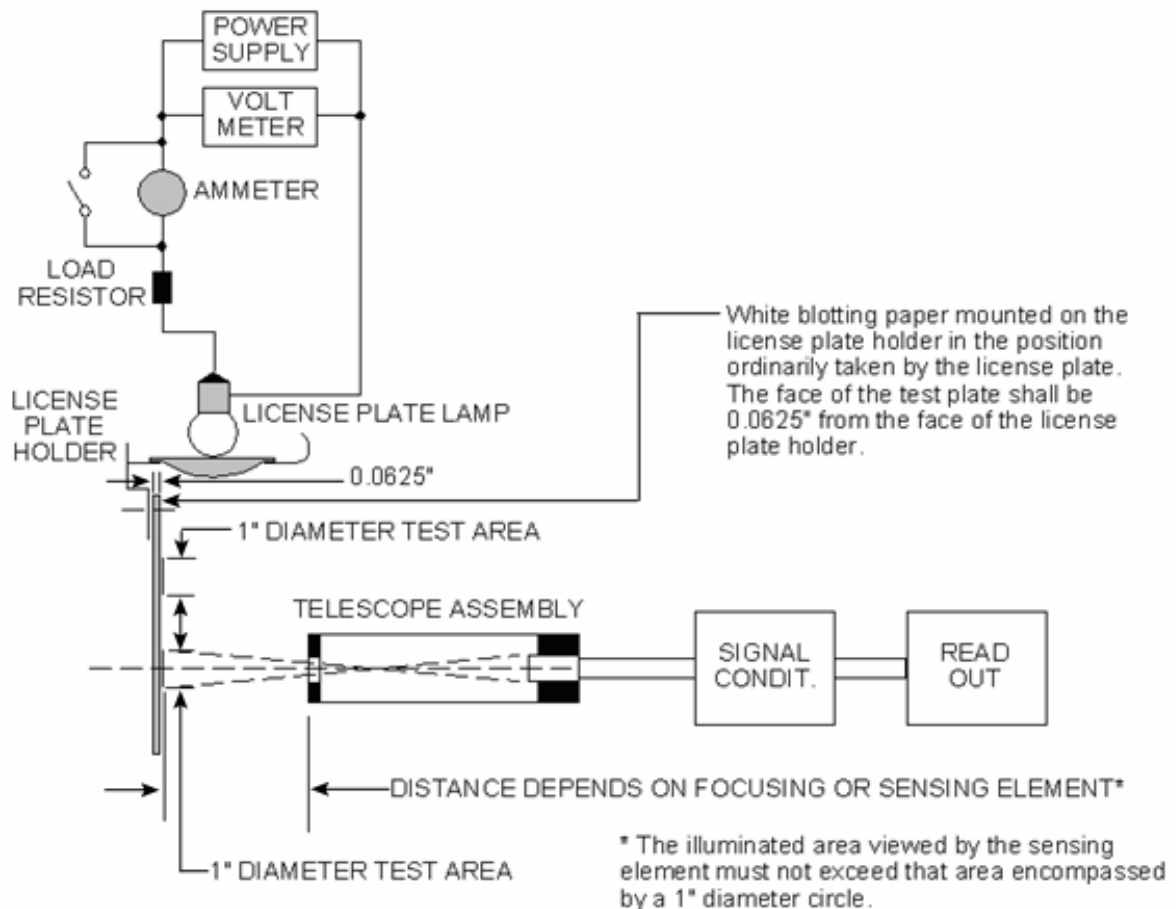 POWER
SUPPLY
VOLT
METER
AMMETER
LOAD
RESISTOR
White blotting paper mounted on the
license plate holder in the position
ordinarily taken by the license plate.
The face of the test plate shall be
0.0625" from the face of the license
plate holder.
LICENSE
PLATE
HOLDER
LICENSE PLATE LAMP
0.0625"
1" DIAMETER TEST AREA
TELESCOPE ASSEMBLY
SIGNAL
CONDIT.
READ
OUT
DISTANCE DEPENDS ON FOCUSING OR SENSING ELEMENT*
1" DIAMETER TEST AREA
* The illuminated area viewed by the sensing
element must not exceed that area encompassed
by a 1" diameter circle.